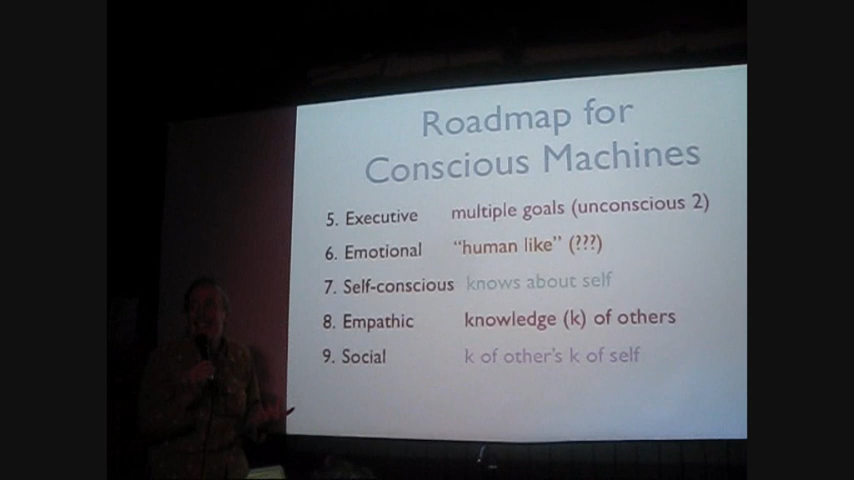 Roadmap for
Conscious Machines
5. Executive multiple goals (unconscious 2)
6. Emotional "human like" (???)
7. Self-conscious knows about self
8. Empathic knowledge (k) of others
9. Social k of other's k of self